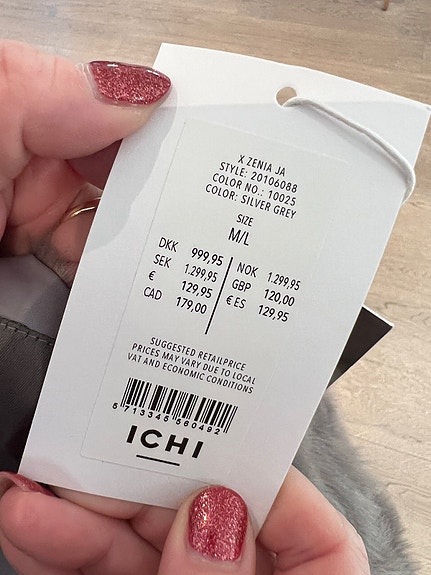 X ZENIA JA
STYLE: 20106088
COLOR NO.: 10025
COLOR: SILVER GREY
SIZE
M/L
DKK 999,95
SEK 1.299,95
€ 129,95
CAD 179,00
NOK 1.299,95
GBP 120,00
€ ES 129,95
SUGGESTED RETAILPRICE
PRICES MAY VARY DUE TO LOCAL
VAT AND ECONOMIC CONDITIONS
5 713345 560492
ICHI